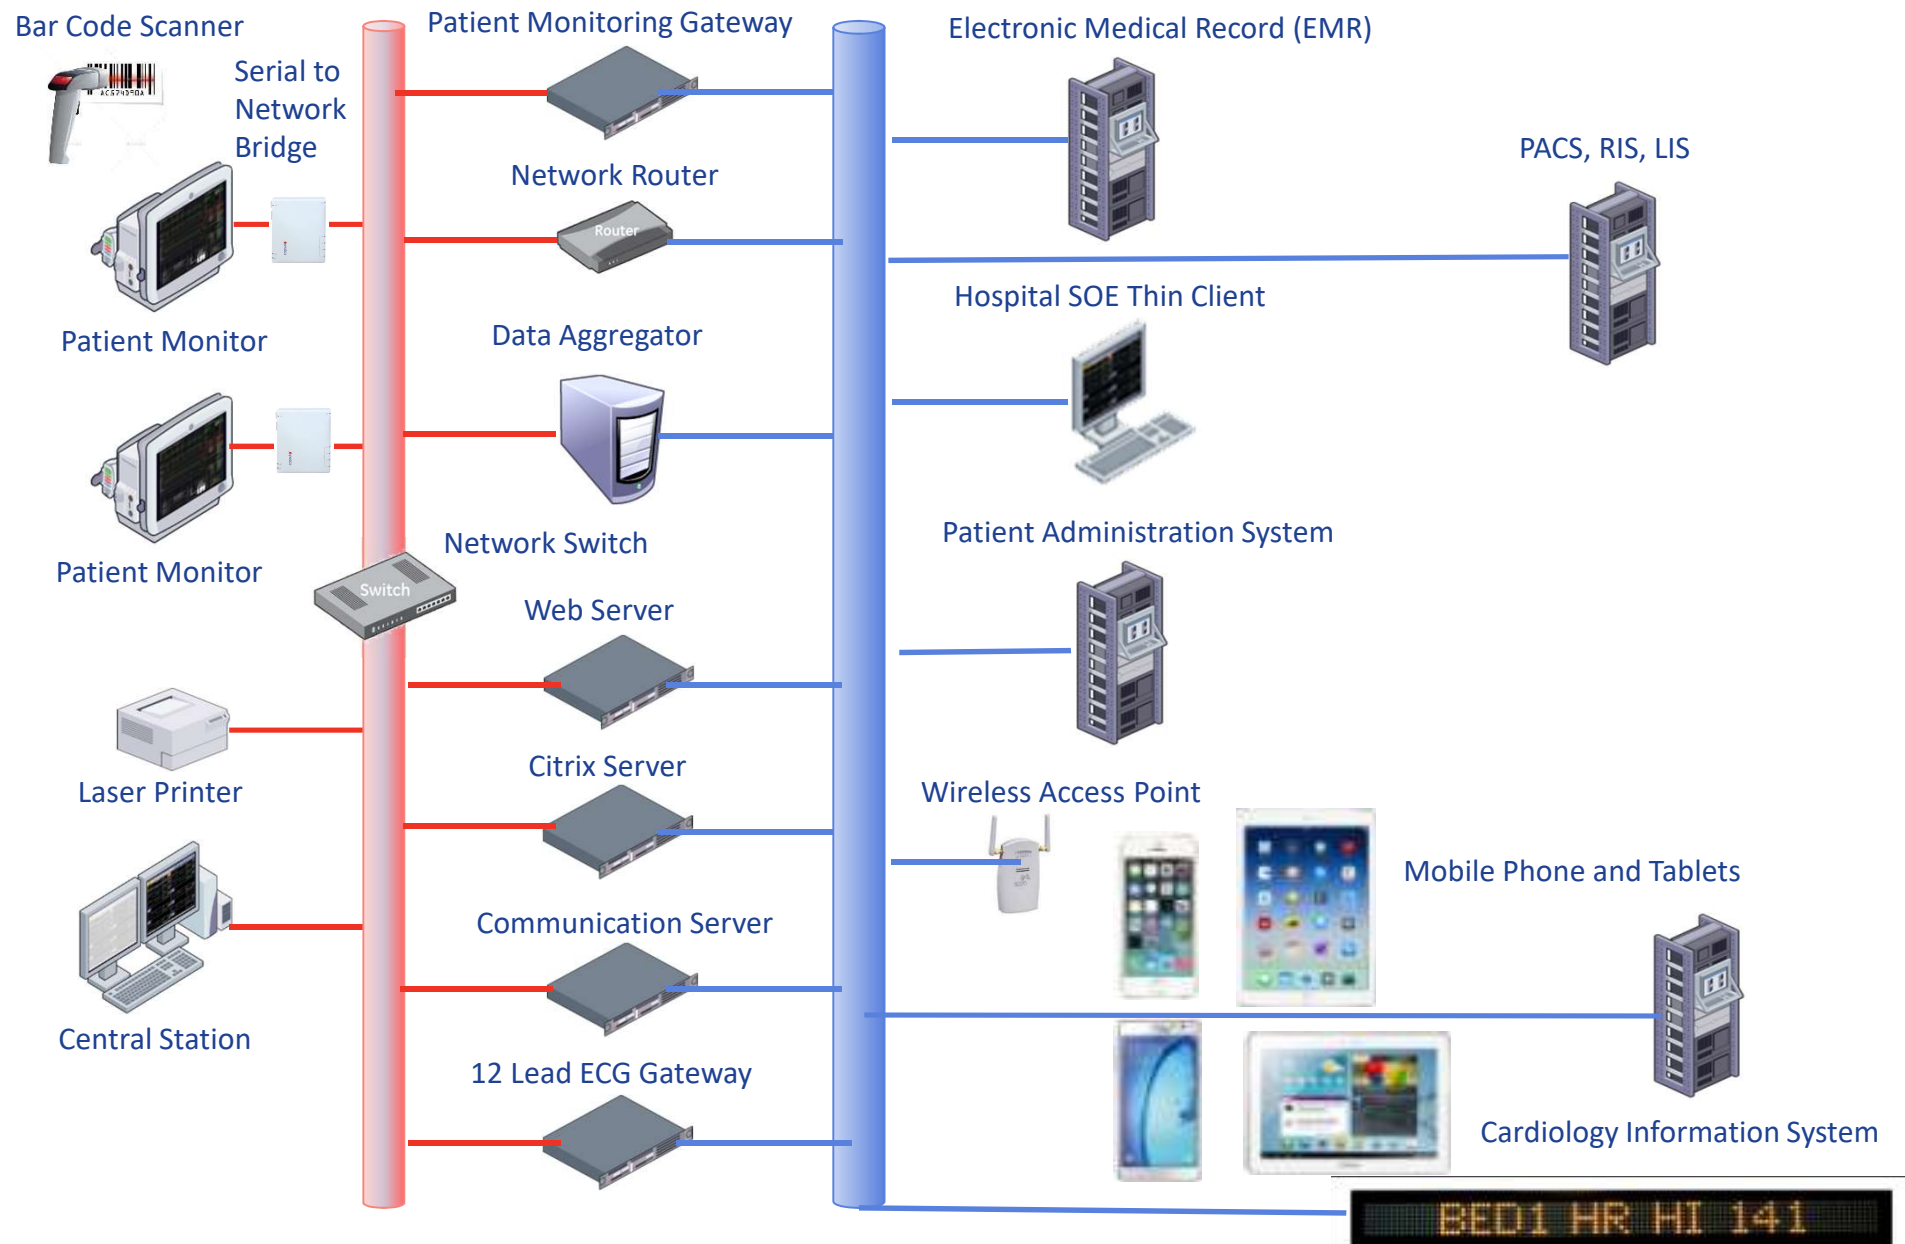 Bar Code Scanner
ACS74D50A
Serial to
Network
Bridge
Patient Monitor
Patient Monitor
Laser Printer
Central Station
Patient Monitoring Gateway
Network Router
Router
Data Aggregator
Network Switch
Switch
Web Server
Citrix Server
Communication Server
12 Lead ECG Gateway
Electronic Medical Record (EMR)
PACS, RIS, LIS
Hospital SOE Thin Client
Patient Administration System
Wireless Access Point
Mobile Phone and Tablets
Cardiology Information System
BED1 HR HI 141